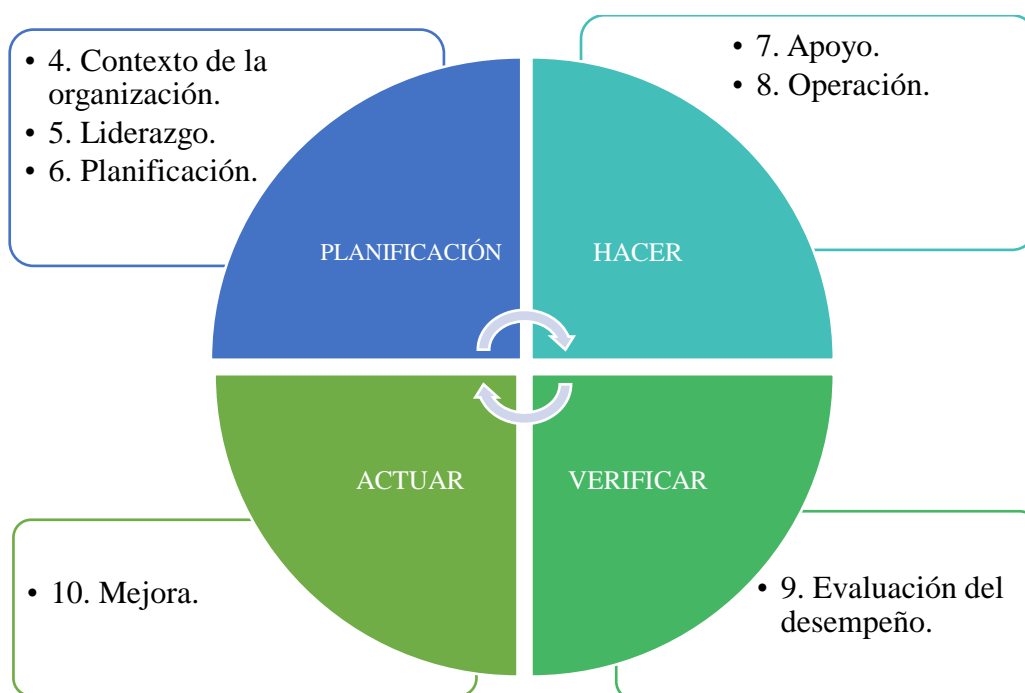 • 4. Contexto de la
organización.
• 5. Liderazgo.
• 6. Planificación.
• 7. Apoyo.
• 8. Operación.
PLANIFICACIÓN
HACER
ACTUAR
VERIFICAR
• 10. Mejora.
• 9. Evaluación del
desempeño.